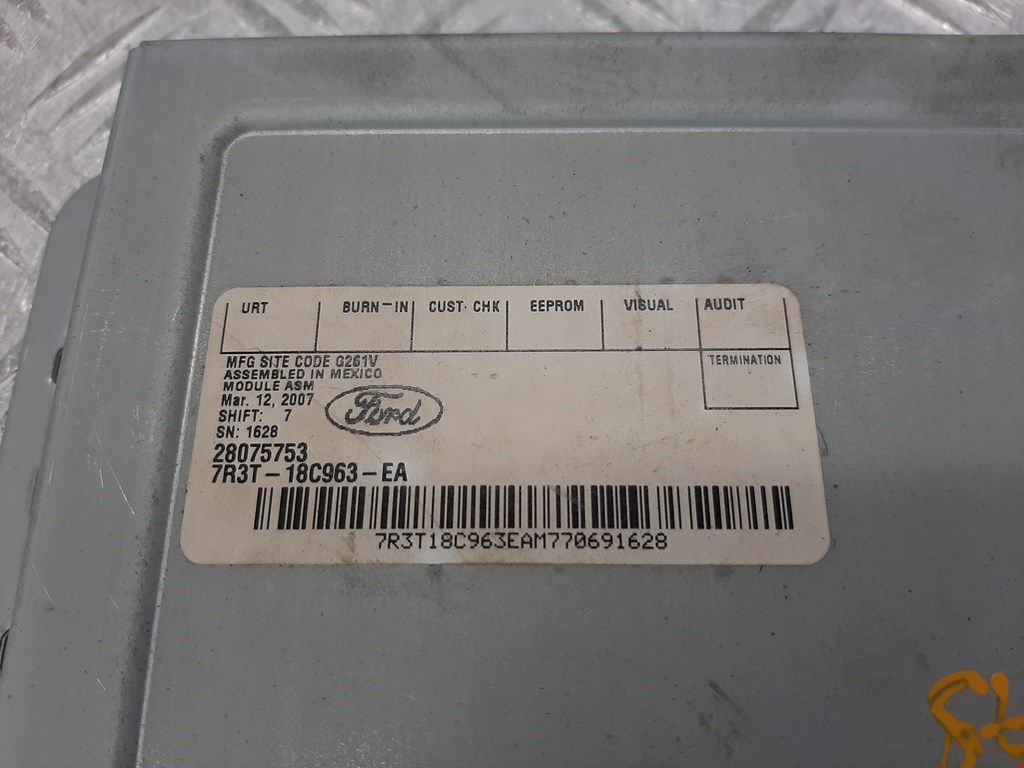 URT BURN-IN CUST. CHK EEPROM VISUAL AUDIT
TERMINATION
MFG SITE CODE G261V
ASSEMBLED IN MEXICO
MODULE ASM
Mar. 12, 2007
SHIFT: 7
SN: 1628
Ford
28075753
7R3T-18C963-EA
7R3T18C963EAM770691628